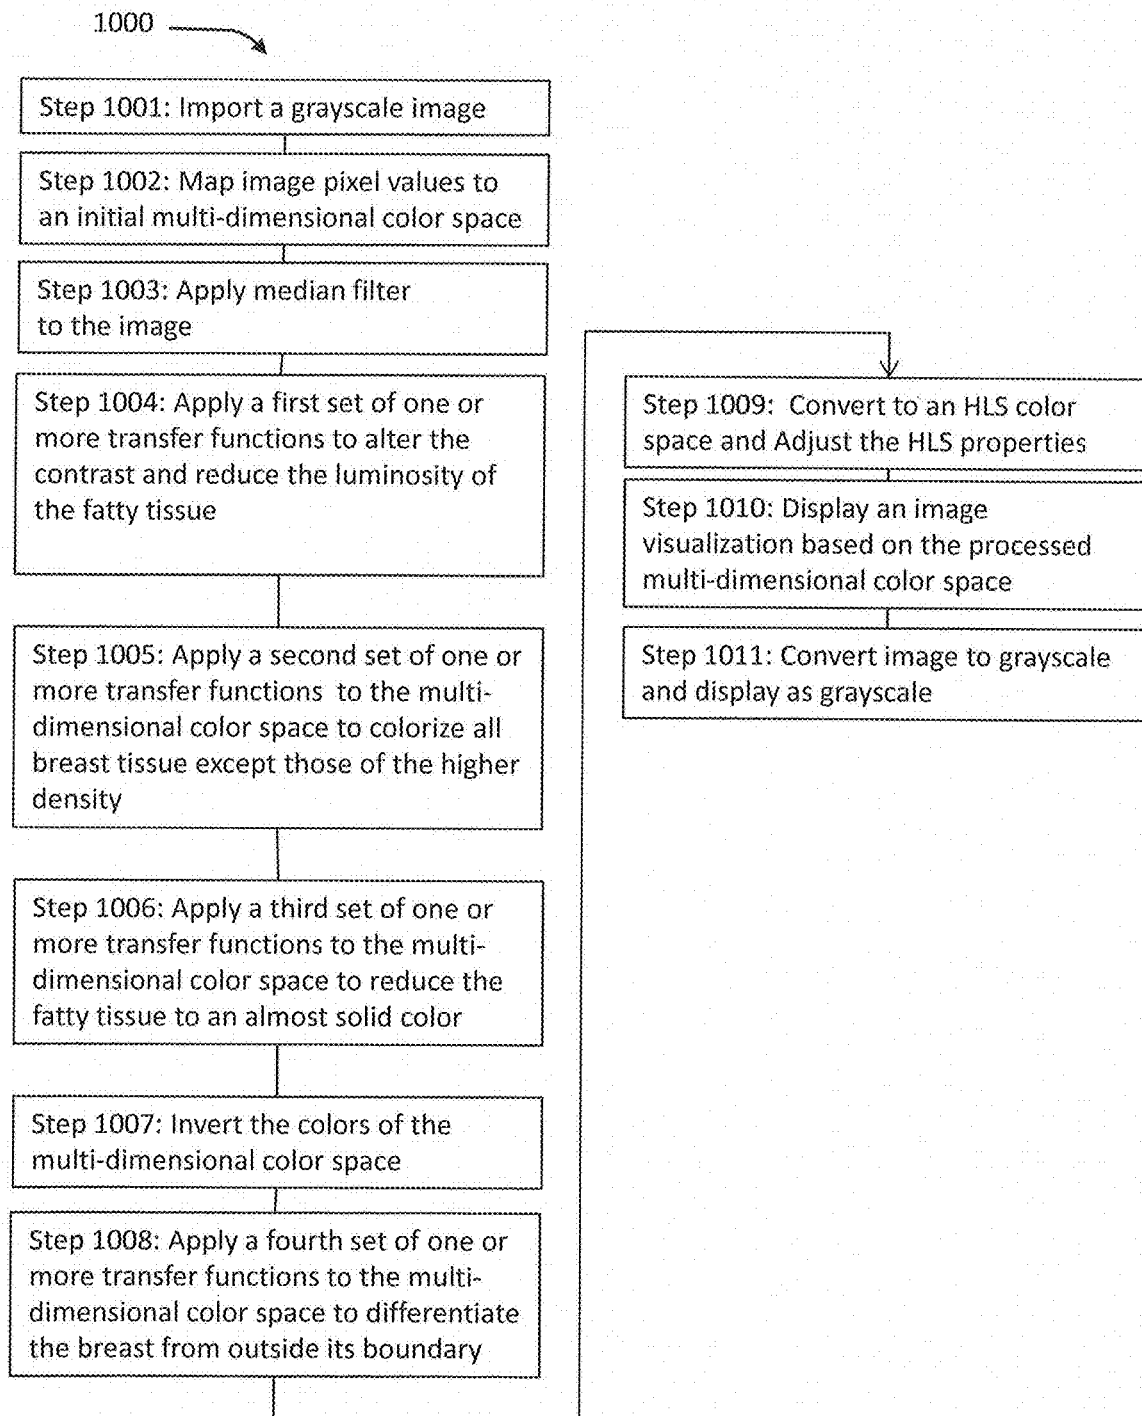 1000
Step 1001: Import a grayscale image
Step 1002: Map image pixel values to
an initial multi-dimensional color space
Step 1003: Apply median filter
to the image
Step 1004: Apply a first set of one or
more transfer functions to alter the
contrast and reduce the luminosity of
the fatty tissue
Step 1005: Apply a second set of one or
more transfer functions to the multi-
dimensional color space to colorize all
breast tissue except those of the higher
density
Step 1006: Apply a third set of one or
more transfer functions to the multi-
dimensional color space to reduce the
fatty tissue to an almost solid color
Step 1007: Invert the colors of the
multi-dimensional color space
Step 1008: Apply a fourth set of one or
more transfer functions to the multi-
dimensional color space to differentiate
the breast from outside its boundary
Step 1009: Convert to an HLS color
space and Adjust the HLS properties
Step 1010: Display an image
visualization based on the processed
multi-dimensional color space
Step 1011: Convert image to grayscale
and display as grayscale